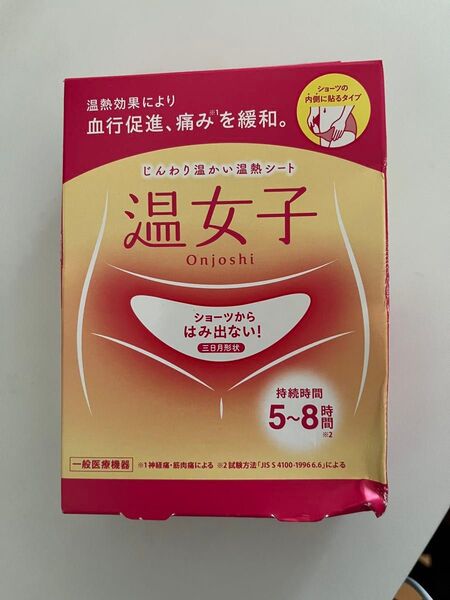 温熱効果により
血行促進、痛み※1を緩和。
ショーツの
内側に貼るタイプ
じんわり温かい温熱シート
温女子
Onjoshi
ショーツから
はみ出ない!
三日月形状
持続時間
5〜8時間※2
一般医療機器 ※1 神経痛・筋肉痛による ※2 試験方法「JIS S 4100-1996 6.6」による